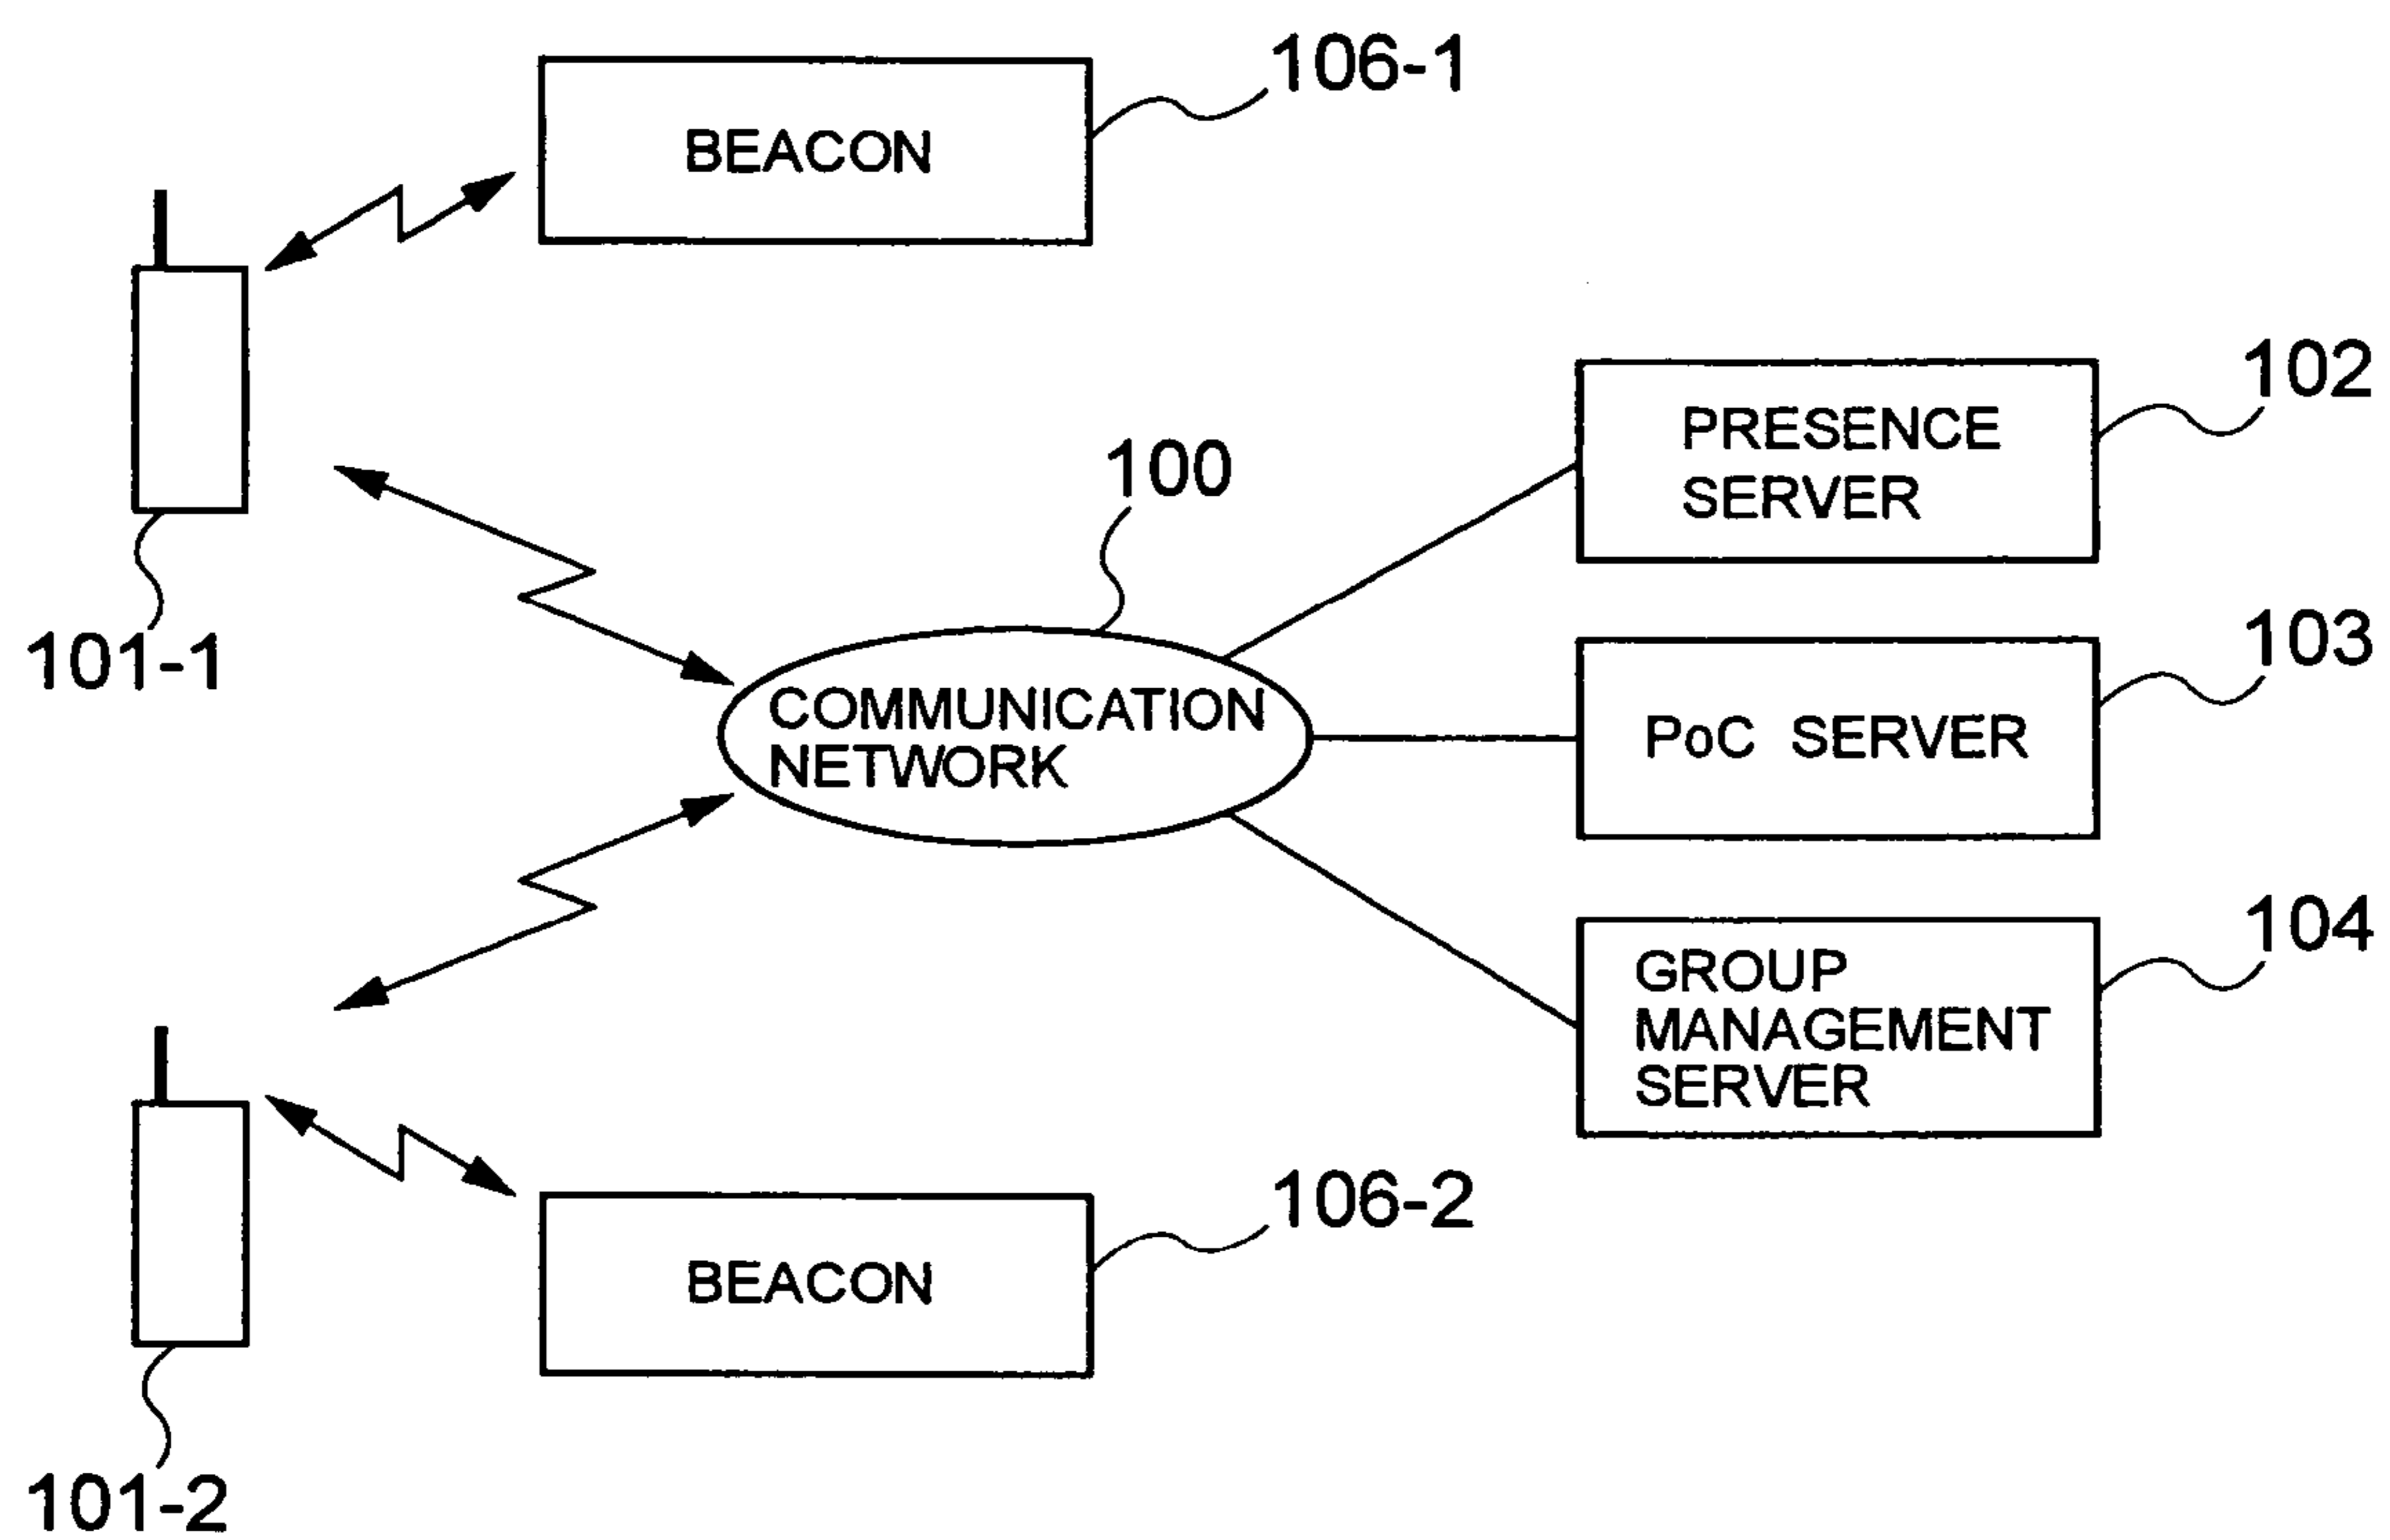 106-1
BEACON
102
PRESENCE
SERVER
100
101-1
103
COMMUNICATION
NETWORK
PoC SERVER
104
GROUP
MANAGEMENT
SERVER
106-2
BEACON
101-2